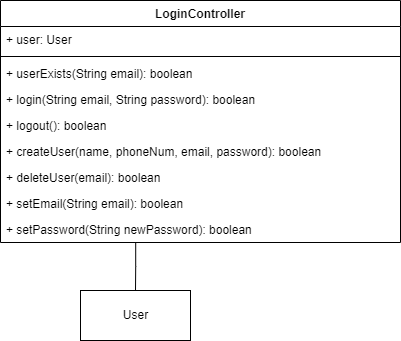 LoginController
+ user: User
+ userExists(String email): boolean
+ login(String email, String password): boolean
+ logout(): boolean
+ createUser(name, phoneNum, email, password): boolean
+ deleteUser(email): boolean
+ setEmail(String email): boolean
+ setPassword(String newPassword): boolean
User